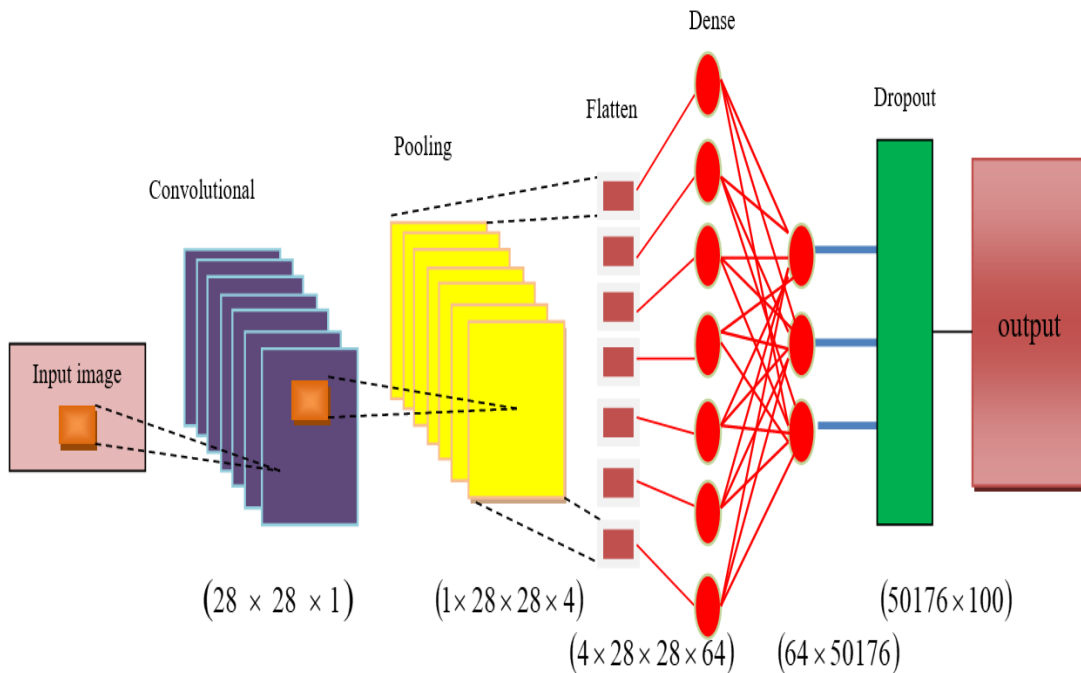 Dense
Dropout
Flatten
Pooling
Convolutional
Input image
output
(28 × 28 × 1)
(1 × 28 × 28 × 4)
(50176 × 100)
(4 × 28 × 28 × 64)
(64 × 50176)